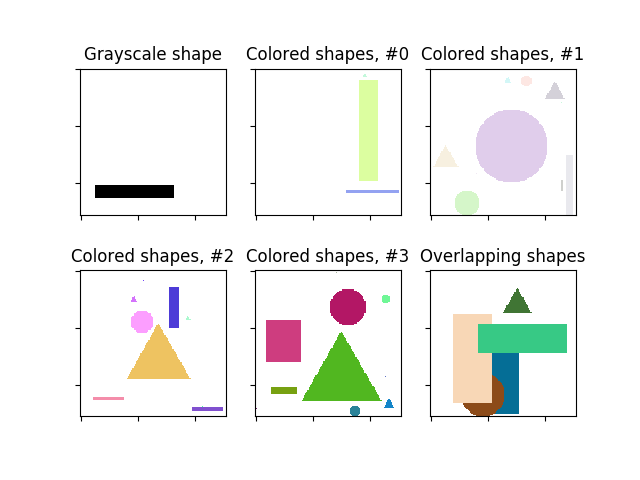 Grayscale shape
Colored shapes, #0
Colored shapes, #1
Colored shapes, #2
Colored shapes, #3
Overlapping shapes